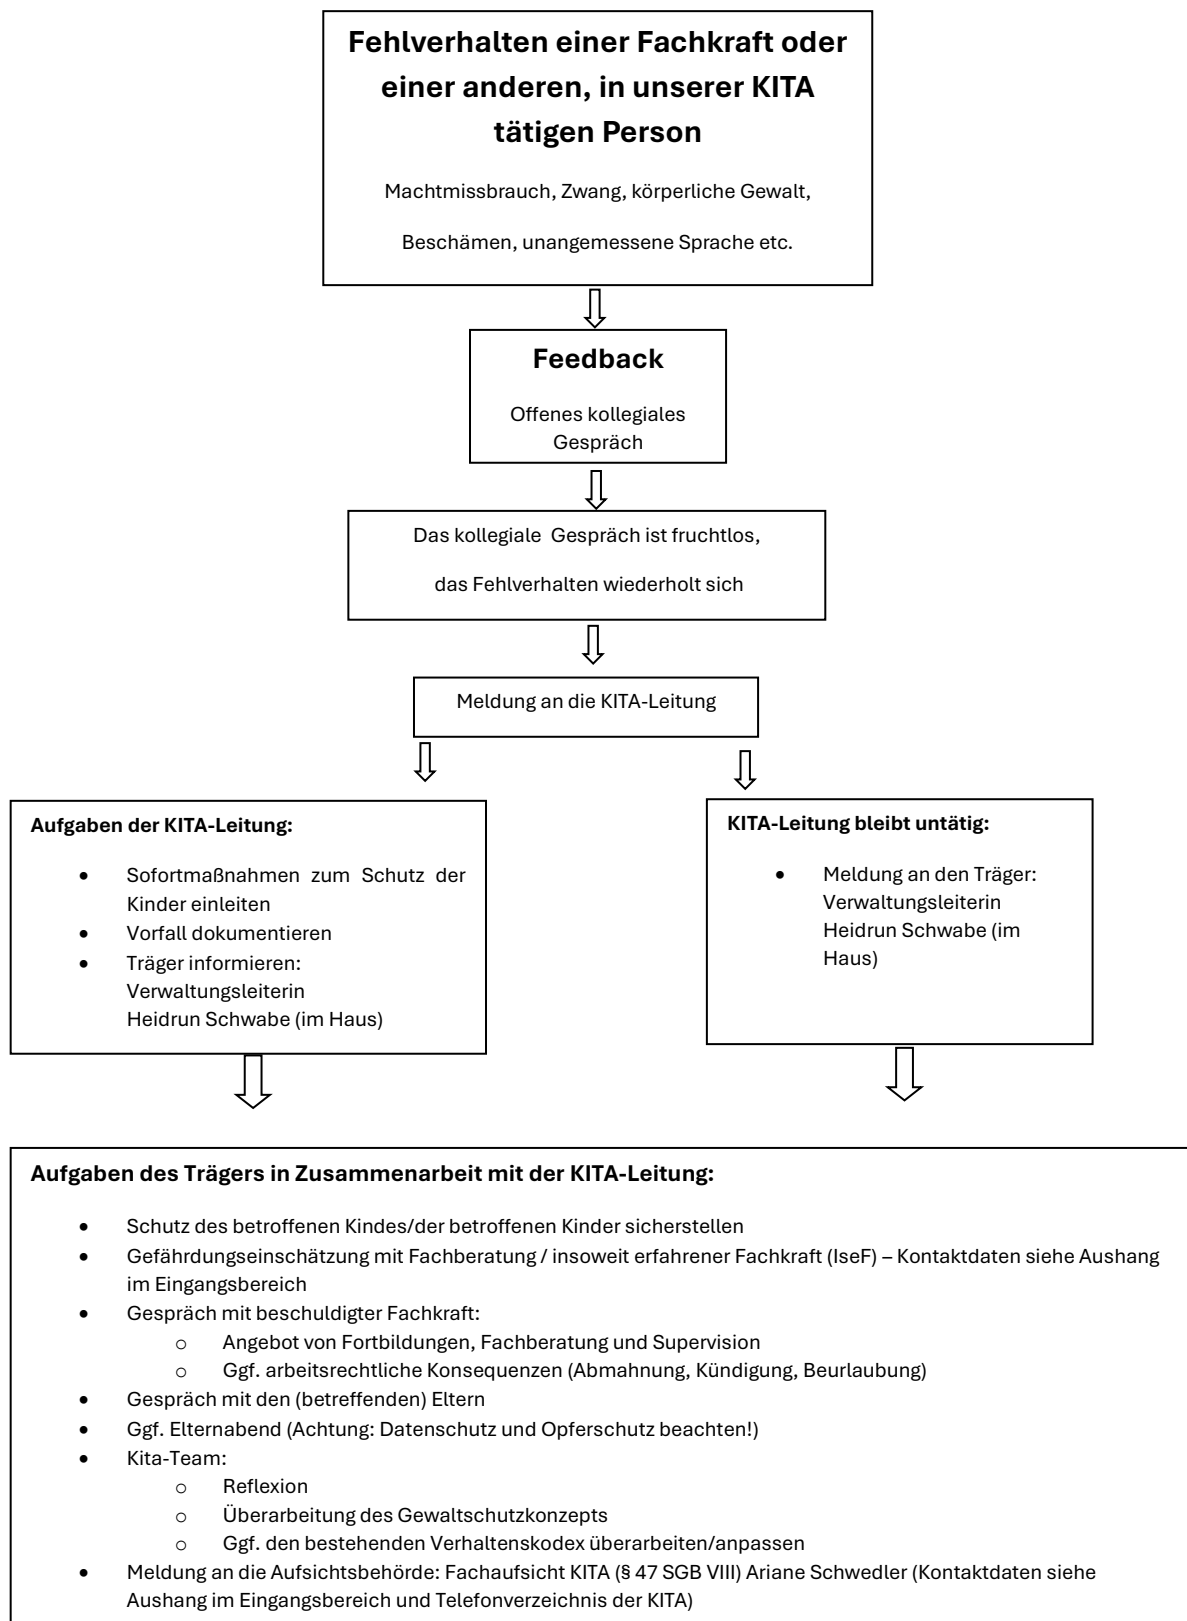 Fehlverhalten einer Fachkraft oder
einer anderen, in unserer KITA
tätigen Person
Machtmissbrauch, Zwang, körperliche Gewalt,
Beschämen, unangemessene Sprache etc.
Feedback
Offenes kollegiales
Gespräch
Das kollegiale Gespräch ist fruchtlos,
das Fehlverhalten wiederholt sich
Meldung an die KITA-Leitung
Aufgaben der KITA-Leitung:
• Sofortmaßnahmen zum Schutz der
Kinder einleiten
• Vorfall dokumentieren
• Träger informieren:
Verwaltungsleiterin
Heidrun Schwabe (im Haus)
KITA-Leitung bleibt untätig:
• Meldung an den Träger:
Verwaltungsleiterin
Heidrun Schwabe (im
Haus)
Aufgaben des Trägers in Zusammenarbeit mit der KITA-Leitung:
• Schutz des betroffenen Kindes/der betroffenen Kinder sicherstellen
• Gefährdungseinschätzung mit Fachberatung / insoweit erfahrener Fachkraft (IseF) – Kontaktdaten siehe Aushang
im Eingangsbereich
• Gespräch mit beschuldigter Fachkraft:
o Angebot von Fortbildungen, Fachberatung und Supervision
o Ggf. arbeitsrechtliche Konsequenzen (Abmahnung, Kündigung, Beurlaubung)
• Gespräch mit den (betreffenden) Eltern
• Ggf. Elternabend (Achtung: Datenschutz und Opferschutz beachten!)
• Kita-Team:
o Reflexion
o Überarbeitung des Gewaltschutzkonzepts
o Ggf. den bestehenden Verhaltenskodex überarbeiten/anpassen
• Meldung an die Aufsichtsbehörde: Fachaufsicht KITA (§ 47 SGB VIII) Ariane Schwedler (Kontaktdaten siehe
Aushang im Eingangsbereich und Telefonverzeichnis der KITA)